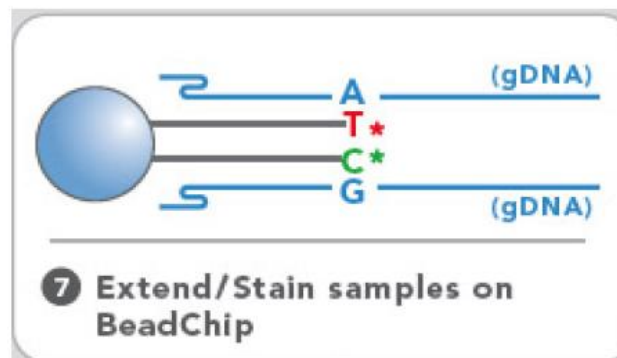 (gDNA)
A
T*
C*
G
(gDNA)
7 Extend/Stain samples on
BeadChip